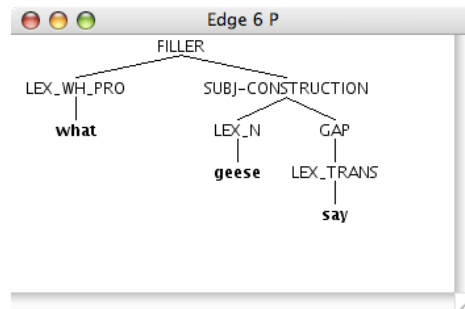 Edge 6 P
FILLER
LEX_WH_PRO SUBJ-CONSTRUCTION
what LEX_N GAP
geese LEX_TRANS
say